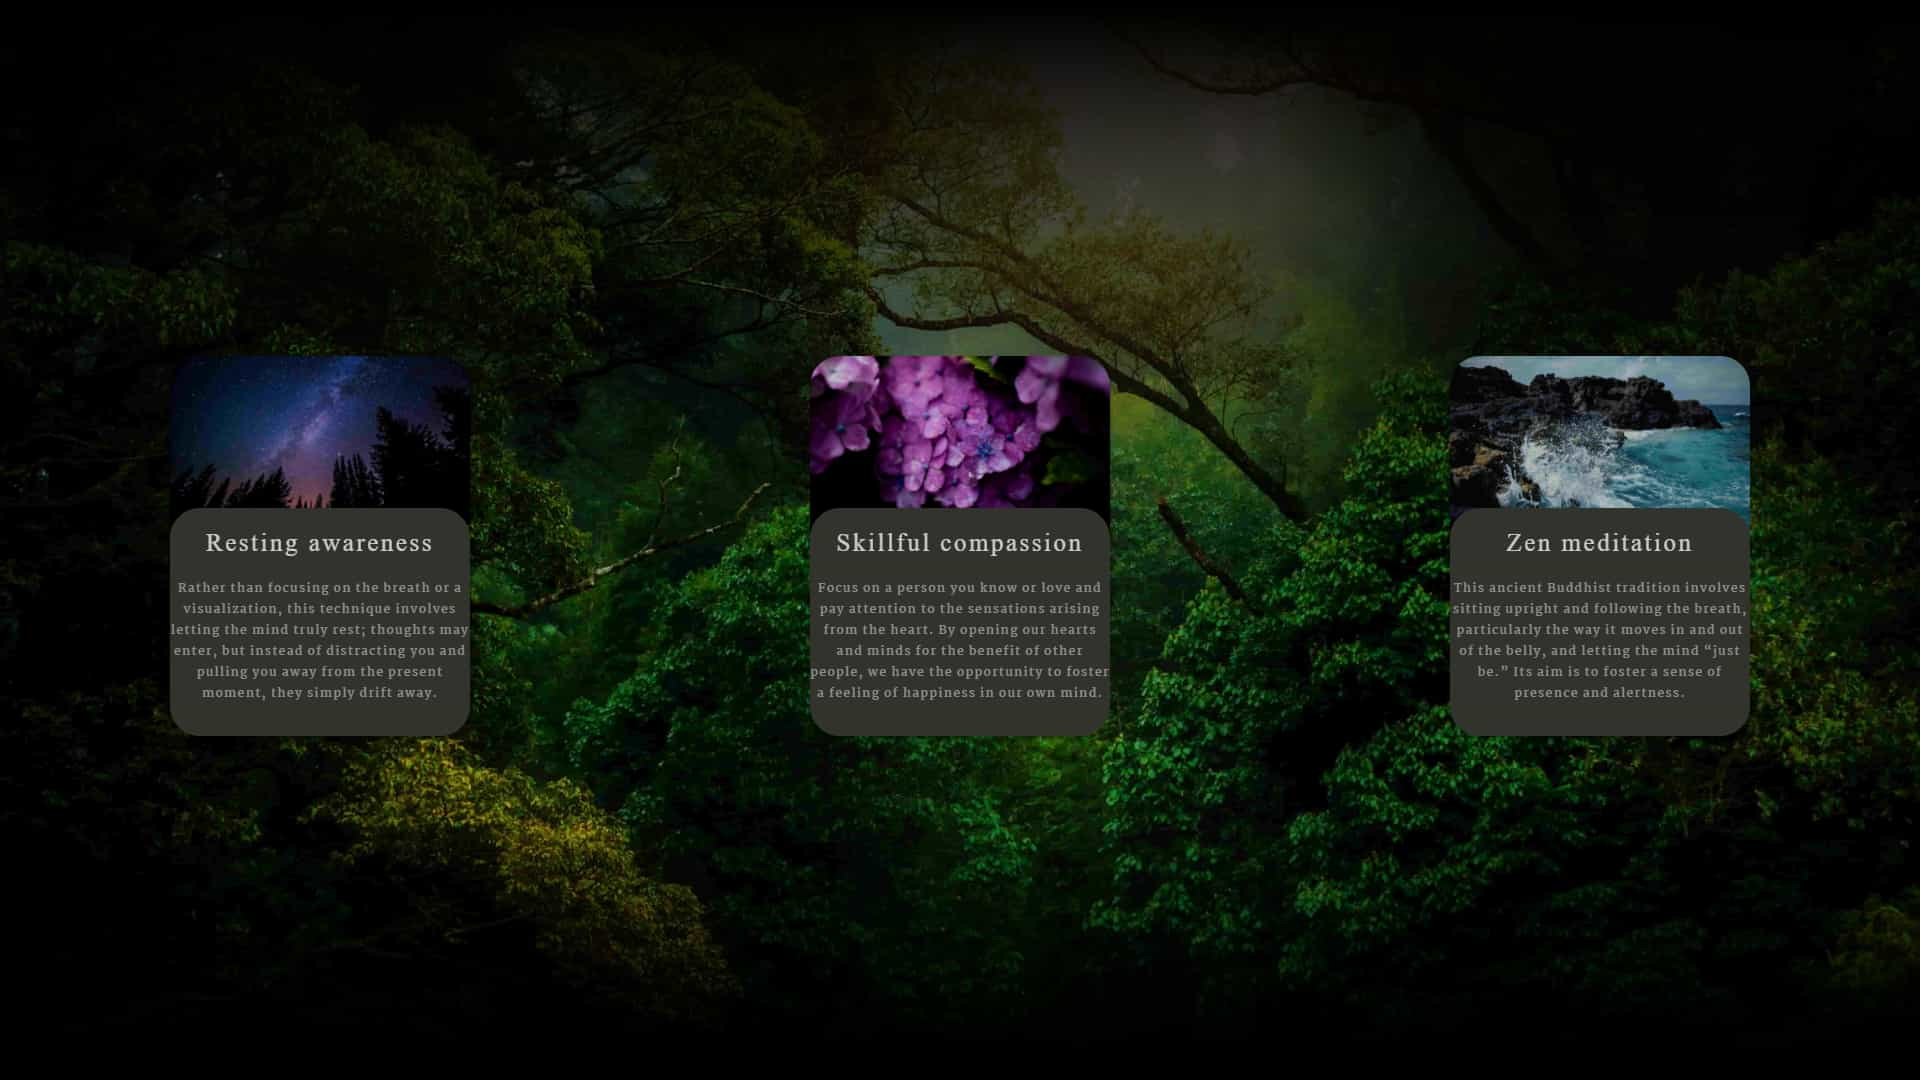 Resting awareness
Rather than focusing on the breath or a
visualization, this technique involves
letting the mind truly rest; thoughts may
enter, but instead of distracting you and
pulling you away from the present
moment, they simply drift away.
Skillful compassion
Focus on a person you know or love and
pay attention to the sensations arising
from the heart. By opening our hearts
and minds for the benefit of other
people, we have the opportunity to foster
a feeling of happiness in our own mind.
Zen meditation
This ancient Buddhist tradition involves
sitting upright and following the breath,
particularly the way it moves in and out
of the belly, and letting the mind “just
be.” Its aim is to foster a sense of
presence and alertness.